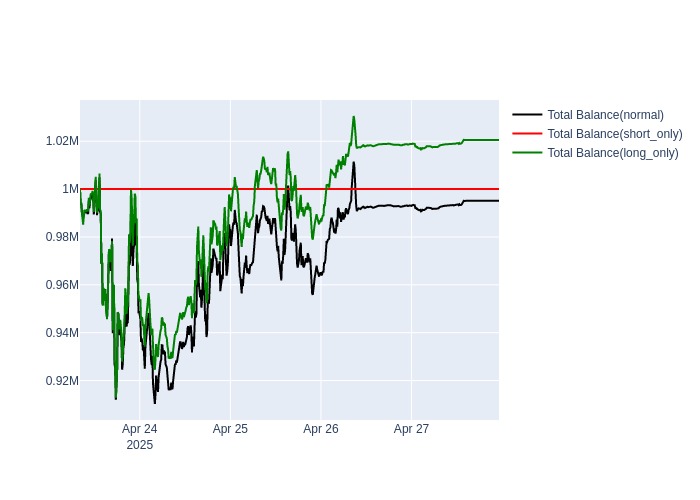 Total Balance(normal)
Total Balance(short_only)
Total Balance(long_only)
1.02M
1M
0.98M
0.96M
0.94M
0.92M
Apr 24
2025
Apr 25
Apr 26
Apr 27